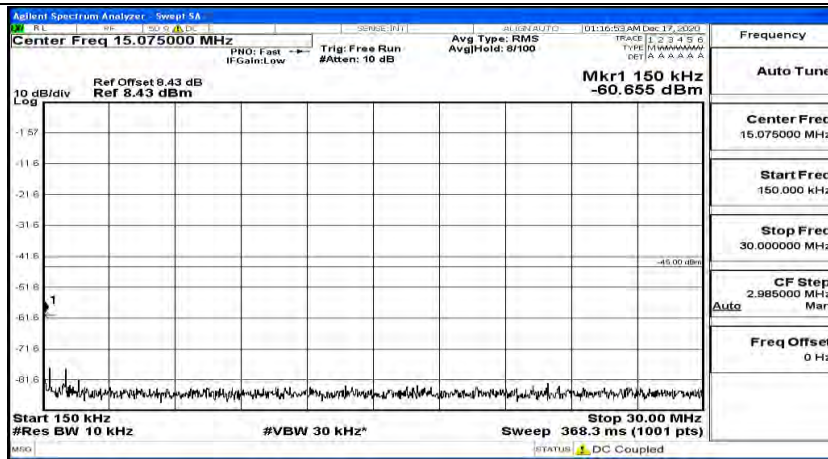 Agilent Spectrum Analyzer - Swept SA
RL RF 50 Ω DC SENSE:INT ALIGN AUTO 01:16:53 AM Dec 17, 2020
Center Freq 15.075000 MHz
PNO: Fast
IFGain:Low
Trig: Free Run
#Atten: 10 dB
Avg Type: RMS
Avg|Hold: 8/100
TRACE 1 2 3 4 5 6
TYPE M
DET A A A A A A
Ref Offset 8.43 dB
10 dB/div Ref 8.43 dBm
Log
Mkr1 150 kHz
-60.655 dBm
-1.57
-11.6
-21.6
-31.6
-41.6
-45.00 dBm
-51.6
1
-61.6
-71.6
-81.6
Start 150 kHz
Stop 30.00 MHz
#Res BW 10 kHz
#VBW 30 kHz*
Sweep 368.3 ms (1001 pts)
MSG
STATUS DC Coupled
Frequency
Auto Tune
Center Freq
15.075000 MHz
Start Freq
150.000 kHz
Stop Freq
30.000000 MHz
CF Step
2.985000 MHz
Auto Man
Freq Offset
0 Hz